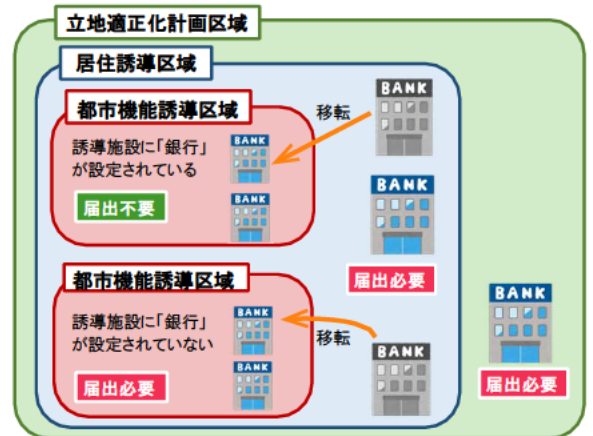 立地適正化計画区域
居住誘導区域
都市機能誘導区域
誘導施設に「銀行」
が設定されている
届出不要
BANK
BANK
移転
BANK
BANK
届出必要
都市機能誘導区域
誘導施設に「銀行」
が設定されていない
届出必要
BANK
BANK
移転
BANK
BANK
届出必要